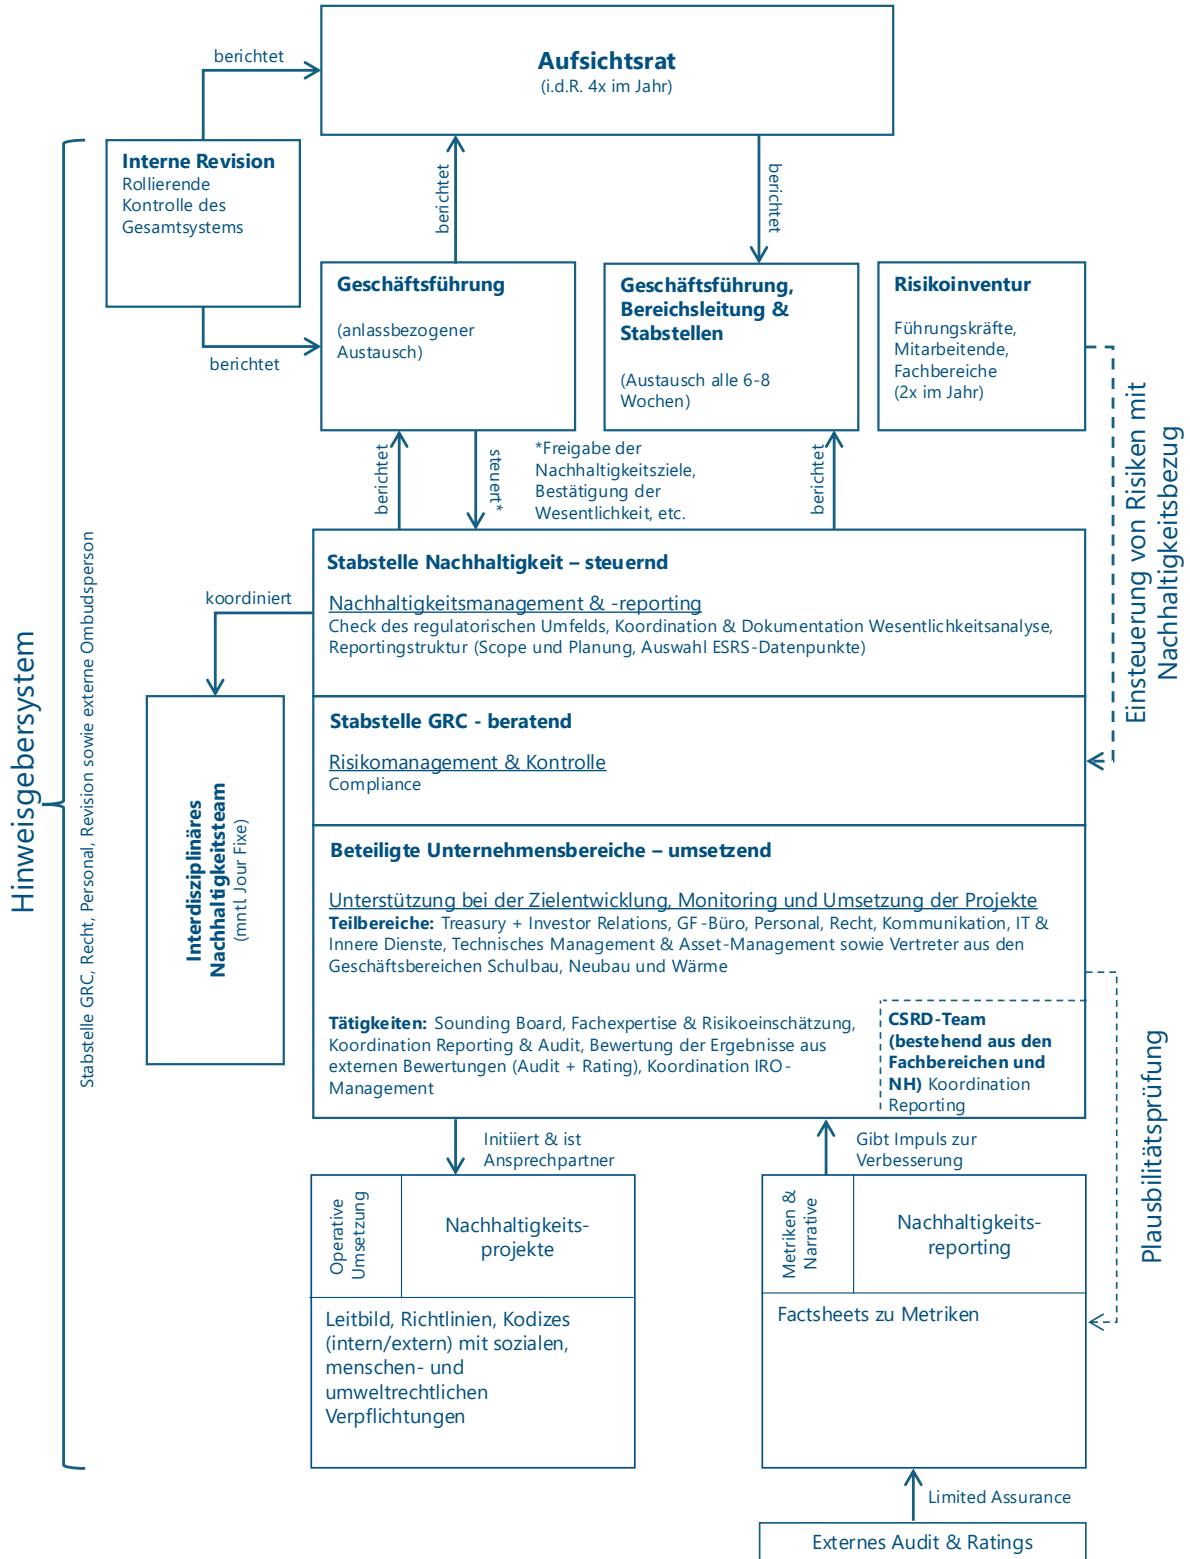 berichtet
Aufsichtsrat
(i.d.R. 4x im Jahr)
Interne Revision
Rollierende
Kontrolle des
Gesamtsystems
berichtet
berichtet
berichtet
Geschäftsführung
(anlassbezogener
Austausch)
Geschäftsführung,
Bereichsleitung &
Stabstellen
(Austausch alle 6-8
Wochen)
Risikoinventur
Führungskräfte,
Mitarbeitende,
Fachbereiche
(2x im Jahr)
Einsteuerung von Risiken mit
Nachhaltigkeitsbezug
berichtet
steuert*
*Freigabe der
Nachhaltigkeitsziele,
Bestätigung der
Wesentlichkeit, etc.
berichtet
Hinweisgebersystem
Stabstelle GRC, Recht, Personal, Revision sowie externe Ombudsperson
koordiniert
Interdisziplinäres
Nachhaltigkeitsteam
(mntl. Jour Fixe)
Stabstelle Nachhaltigkeit – steuernd
Nachhaltigkeitsmanagement & -reporting
Check des regulatorischen Umfelds, Koordination & Dokumentation Wesentlichkeitsanalyse,
Reportingstruktur (Scope und Planung, Auswahl ESRS-Datenpunkte)
Stabstelle GRC - beratend
Risikomanagement & Kontrolle
Compliance
Beteiligte Unternehmensbereiche – umsetzend
Unterstützung bei der Zielentwicklung, Monitoring und Umsetzung der Projekte
Teilbereiche: Treasury + Investor Relations, GF-Büro, Personal, Recht, Kommunikation, IT &
Innere Dienste, Technisches Management & Asset-Management sowie Vertreter aus den
Geschäftsbereichen Schulbau, Neubau und Wärme
Tätigkeiten: Sounding Board, Fachexpertise & Risikoeinschätzung,
Koordination Reporting & Audit, Bewertung der Ergebnisse aus
externen Bewertungen (Audit + Rating), Koordination IRO-
Management
CSRD-Team
(bestehend aus den
Fachbereichen und
NH) Koordination
Reporting
Plausbilitätsprüfung
Initiiert & ist
Ansprechpartner
Gibt Impuls zur
Verbesserung
Operative
Umsetzung
Nachhaltigkeits-
projekte
Leitbild, Richtlinien, Kodizes
(intern/extern) mit sozialen,
menschen- und
umweltrechtlichen
Verpflichtungen
Metriken &
Narrative
Nachhaltigkeits-
reporting
Factsheets zu Metriken
Limited Assurance
Externes Audit & Ratings